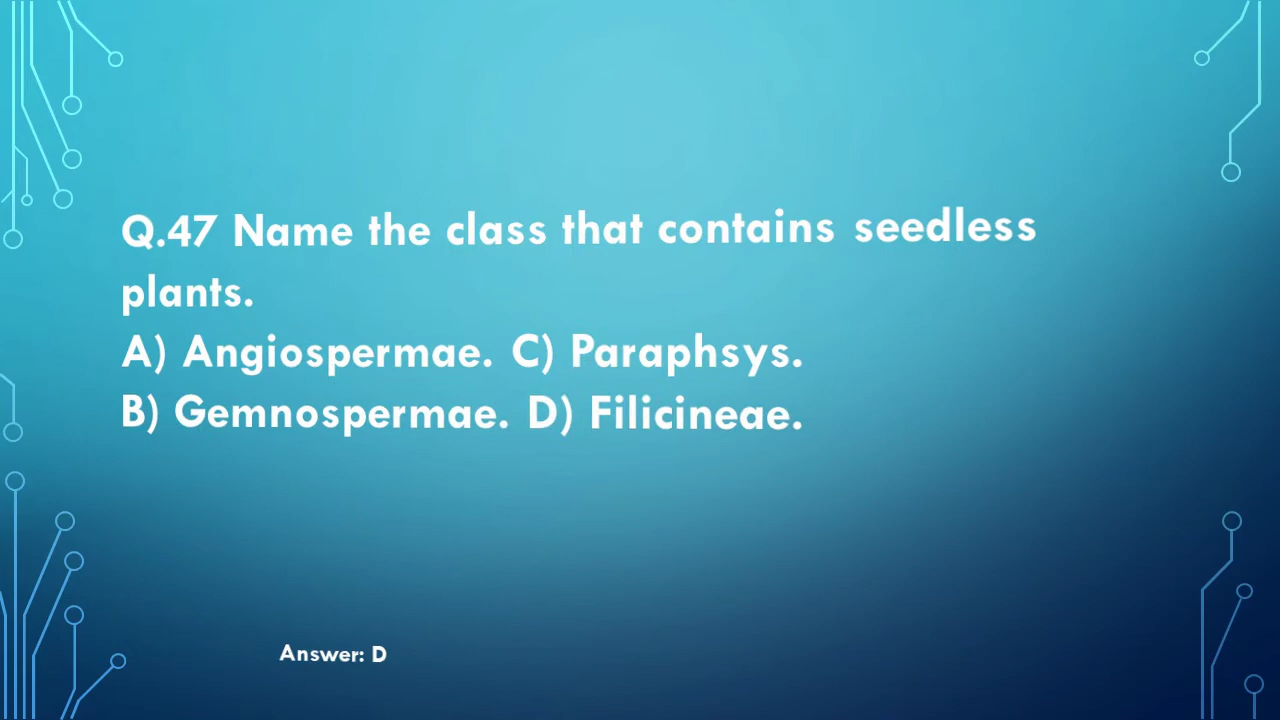 Q.47 Name the class that contains seedless
plants.
A) Angiospermae. C) Paraphsys.
B) Gemnospermae. D) Filicineae.
Answer: D